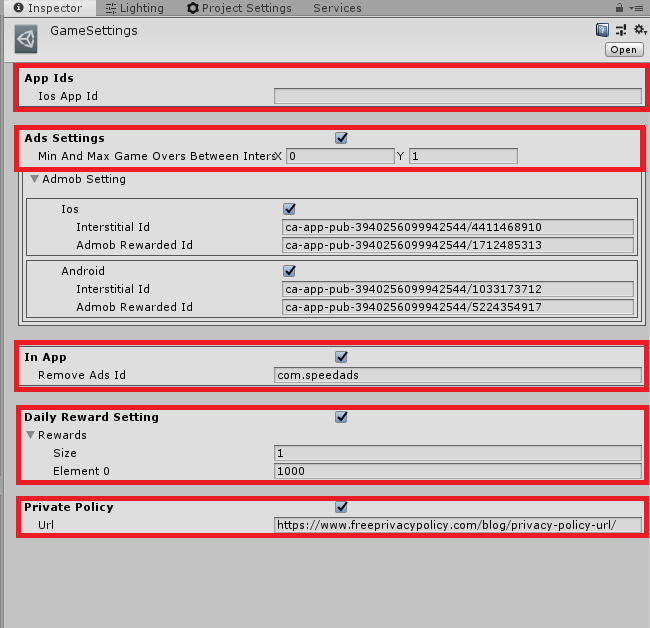 Inspector Lighting Project Settings Services
GameSettings
Open
App Ids
Ios App Id
Ads Settings
Min And Max Game Overs Between Inters X 0 Y 1
Admob Setting
Ios
Interstitial Id ca-app-pub-3940256099942544/4411468910
Admob Rewarded Id ca-app-pub-3940256099942544/1712485313
Android
Interstitial Id ca-app-pub-3940256099942544/1033173712
Admob Rewarded Id ca-app-pub-3940256099942544/5224354917
In App
Remove Ads Id com.speedads
Daily Reward Setting
Rewards
Size 1
Element 0 1000
Private Policy
Url https://www.freeprivacypolicy.com/blog/privacy-policy-url/